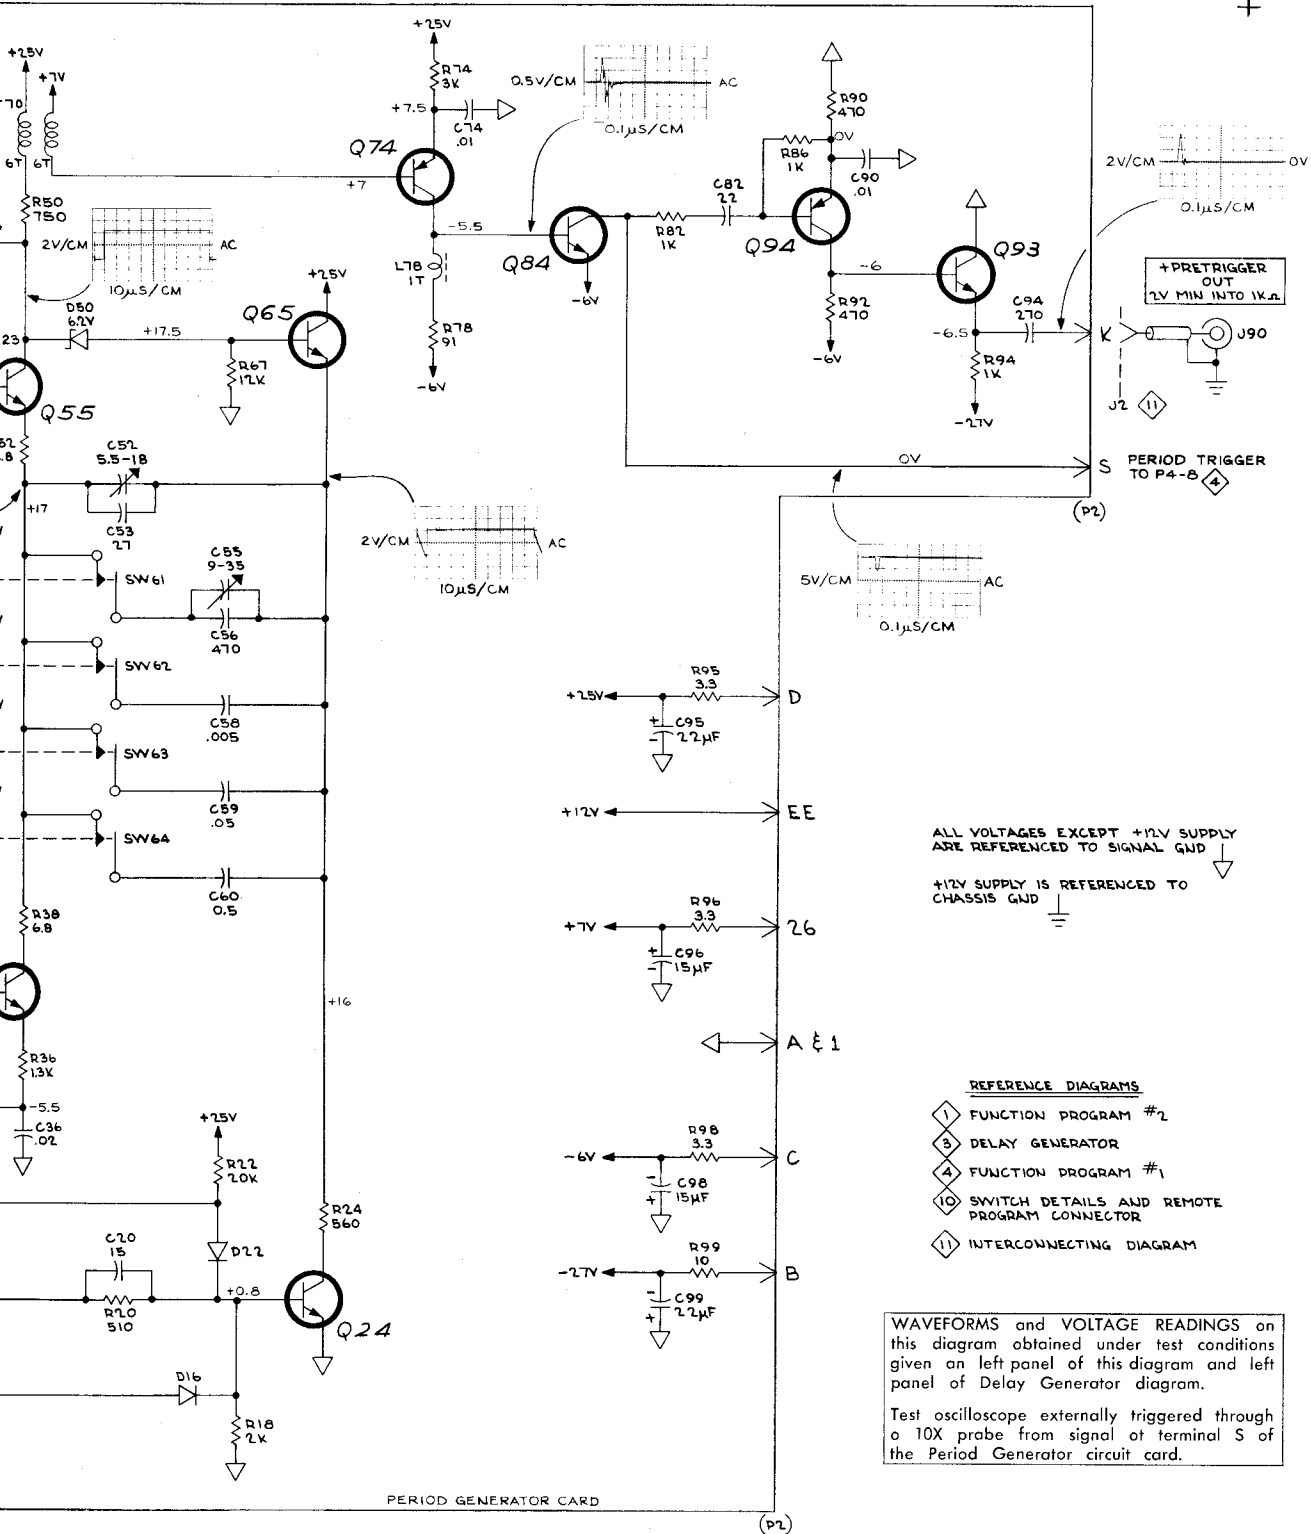 +25V
+7V
T70
6T
6T
R50
750
2V/CM
AC
10µS/CM
D50
6.2V
+17.5
23
Q55
Q65
+25V
R67
12K
+25V
R74
3K
+7.5
C74
.01
Q74
+7
-5.5
L78
1T
R78
91
-6V
0.5V/CM
AC
0.1µS/CM
Q84
-6V
R82
1K
C82
22
R86
1K
R90
470
0V
C90
.01
Q94
-6
R92
470
-6V
Q93
-6.5
C94
270
R94
1K
-27V
2V/CM
0V
0.1µS/CM
+PRETRIGGER
OUT
2V MIN INTO 1KΩ
K
J90
J2
11
0V
S
PERIOD TRIGGER
TO P4-8
4
(P2)
5V/CM
AC
0.1µS/CM
C52
5.5-18
+17
C53
27
2V/CM
AC
10µS/CM
SW61
C55
9-35
C56
470
SW62
C58
.005
SW63
C59
.05
SW64
C60
0.5
R38
6.8
+16
R36
1.3K
-5.5
C36
.02
+25V
R22
20K
C20
15
D22
R20
510
+0.8
R24
560
Q24
D16
R18
2K
+25V
R95
3.3
D
+
-
C95
22µF
+12V
EE
+7V
R96
3.3
26
+
-
C96
15µF
A & 1
-6V
R98
3.3
C
-
+
C98
15µF
-27V
R99
10
B
-
+
C99
22µF
ALL VOLTAGES EXCEPT +12V SUPPLY
ARE REFERENCED TO SIGNAL GND
+12V SUPPLY IS REFERENCED TO
CHASSIS GND
REFERENCE DIAGRAMS
1 FUNCTION PROGRAM #2
3 DELAY GENERATOR
4 FUNCTION PROGRAM #1
10 SWITCH DETAILS AND REMOTE
PROGRAM CONNECTOR
11 INTERCONNECTING DIAGRAM
WAVEFORMS and VOLTAGE READINGS on
this diagram obtained under test conditions
given an left panel of this diagram and left
panel of Delay Generator diagram.
Test oscilloscope externally triggered through
a 10X probe from signal at terminal S of
the Period Generator circuit card.
PERIOD GENERATOR CARD
(P2)